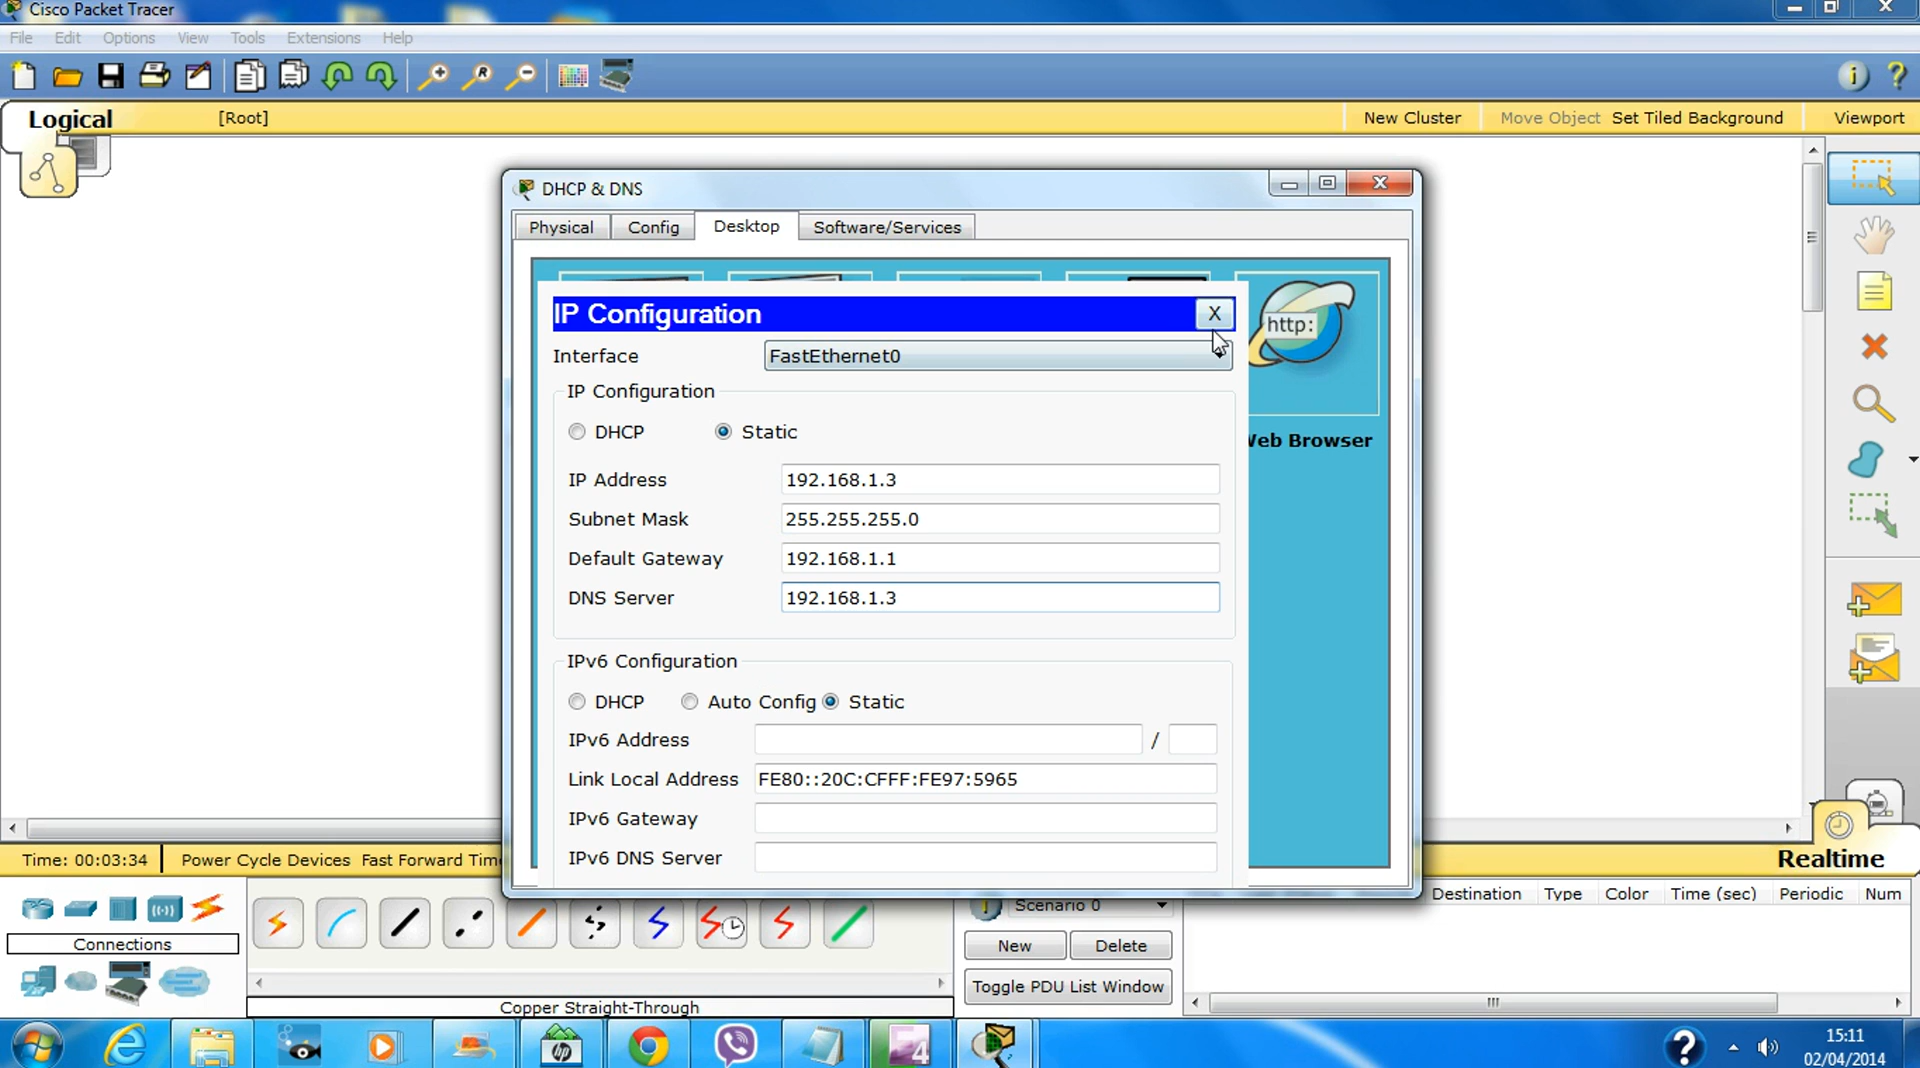 Cisco Packet Tracer
File Edit Options View Tools Extensions Help
R
i ?
Logical [Root] New Cluster Move Object Set Tiled Background Viewport
DHCP & DNS
Physical Config Desktop Software/Services
IP Configuration X
http:
Interface FastEthernet0
IP Configuration
DHCP Static
Web Browser
IP Address 192.168.1.3
Subnet Mask 255.255.255.0
Default Gateway 192.168.1.1
DNS Server 192.168.1.3
IPv6 Configuration
DHCP Auto Config Static
IPv6 Address /
Link Local Address FE80::20C:CFFF:FE97:5965
IPv6 Gateway
IPv6 DNS Server
Time: 00:03:34 Power Cycle Devices Fast Forward Tim
Realtime
Scenario 0
Destination Type Color Time (sec) Periodic Num
Connections
New Delete
Toggle PDU List Window
Copper Straight-Through
hp
4
?
15:11
02/04/2014